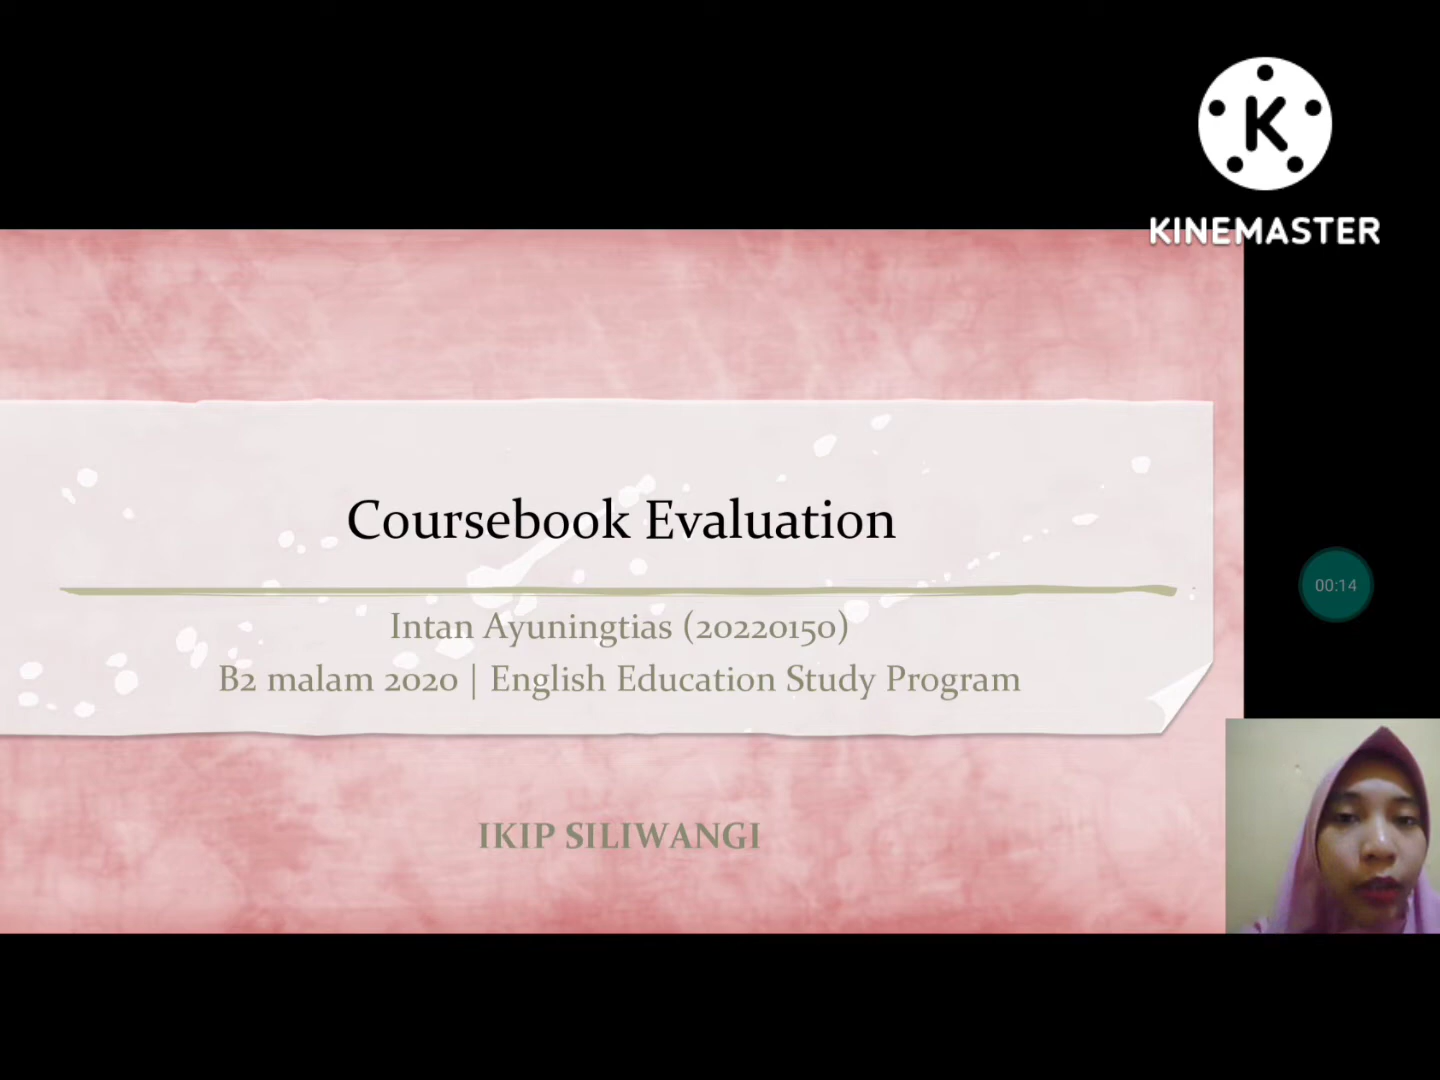 K
KINEMASTER
Coursebook Evaluation
00:14
Intan Ayuningtias (20220150)
B2 malam 2020 | English Education Study Program
IKIP SILIWANGI